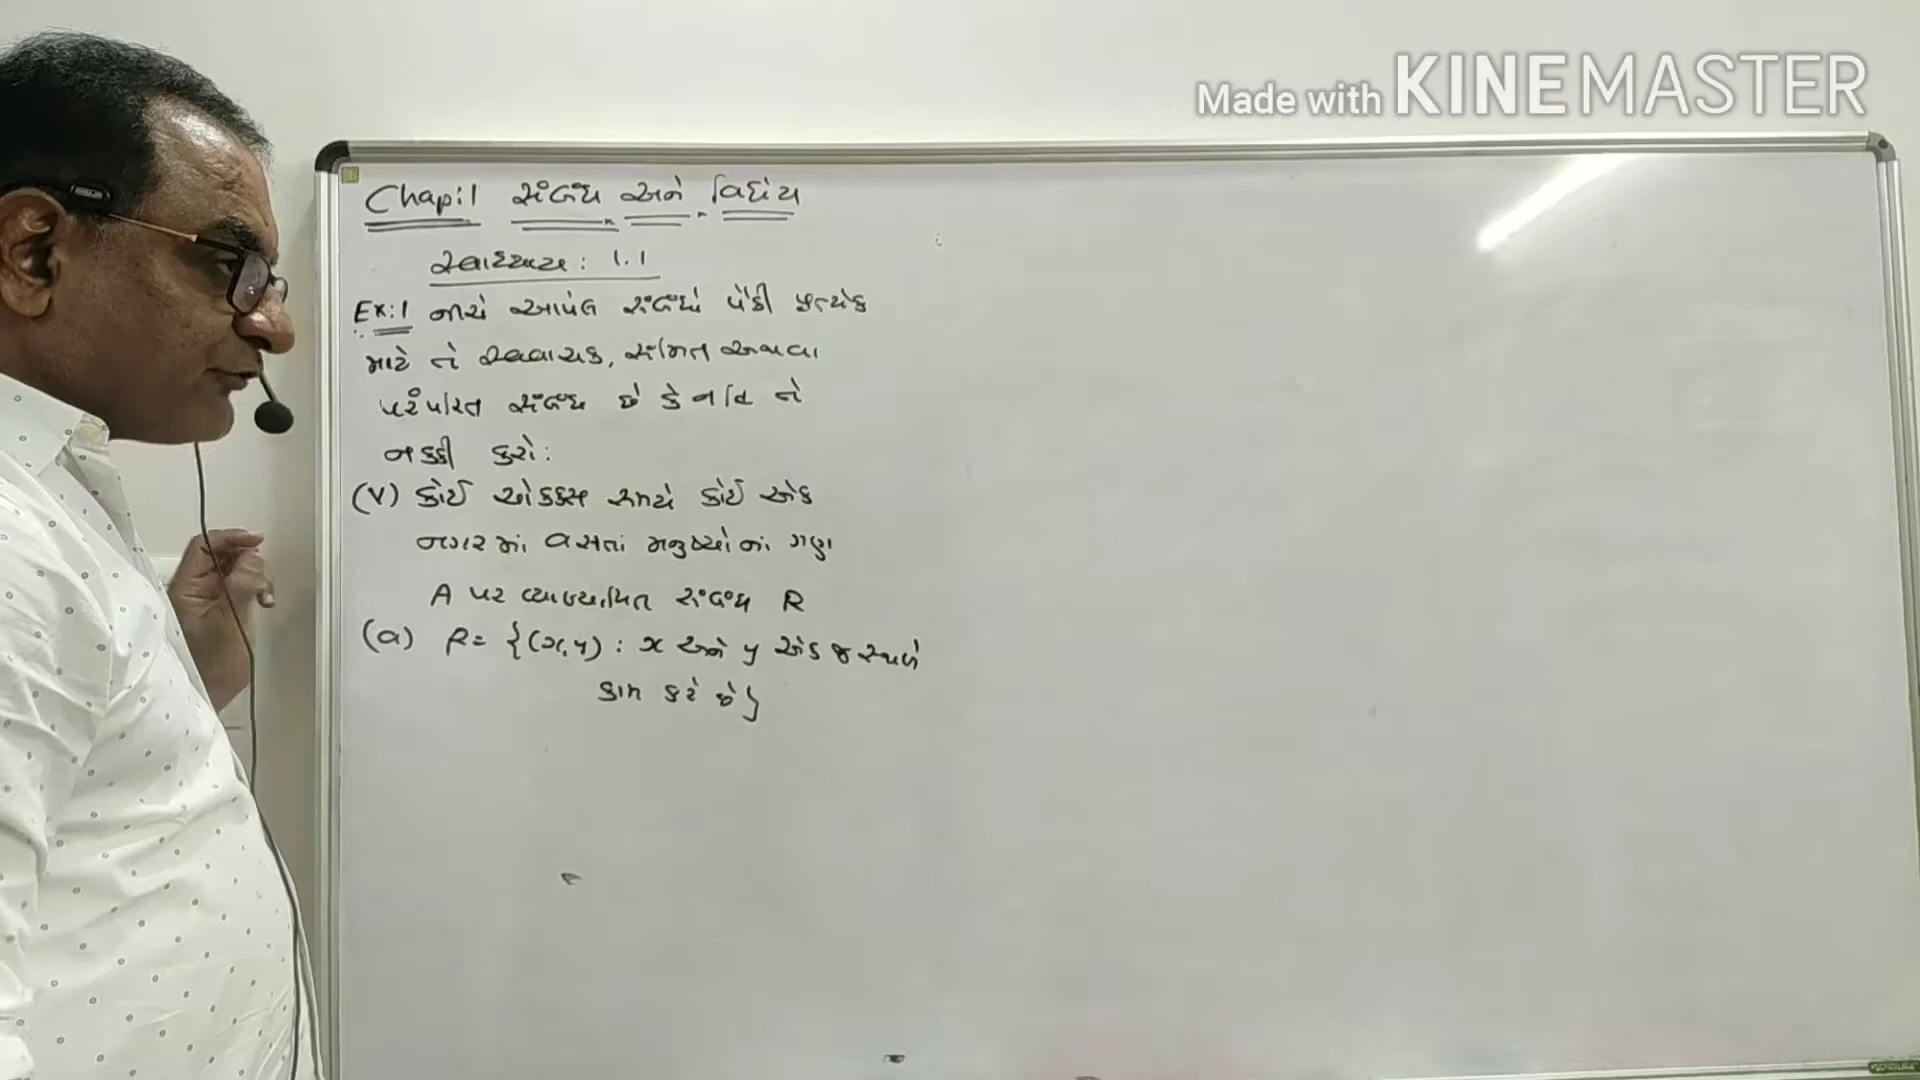 Made with KINEMASTER
Chap:1 સંબંધ અને વિધેય
સ્વાધ્યાય : 1.1
Ex:1 નીચે આપેલ સંબંધો પૈકી પ્રત્યેક
માટે તે સ્વવાચક, સંમિત અથવા
પરંપરિત સંબંધ છે કે નહિ તે
નક્કી કરો:
(v) કોઈ ચોક્કસ સમયે કોઈ એક
નગરમાં વસતાં મનુષ્યોનાં ગણ
A પર વ્યાખ્યાયિત સંબંધ R
(a) R = {(x,y) : x અને y એક જ સ્થળે
કામ કરે છે}